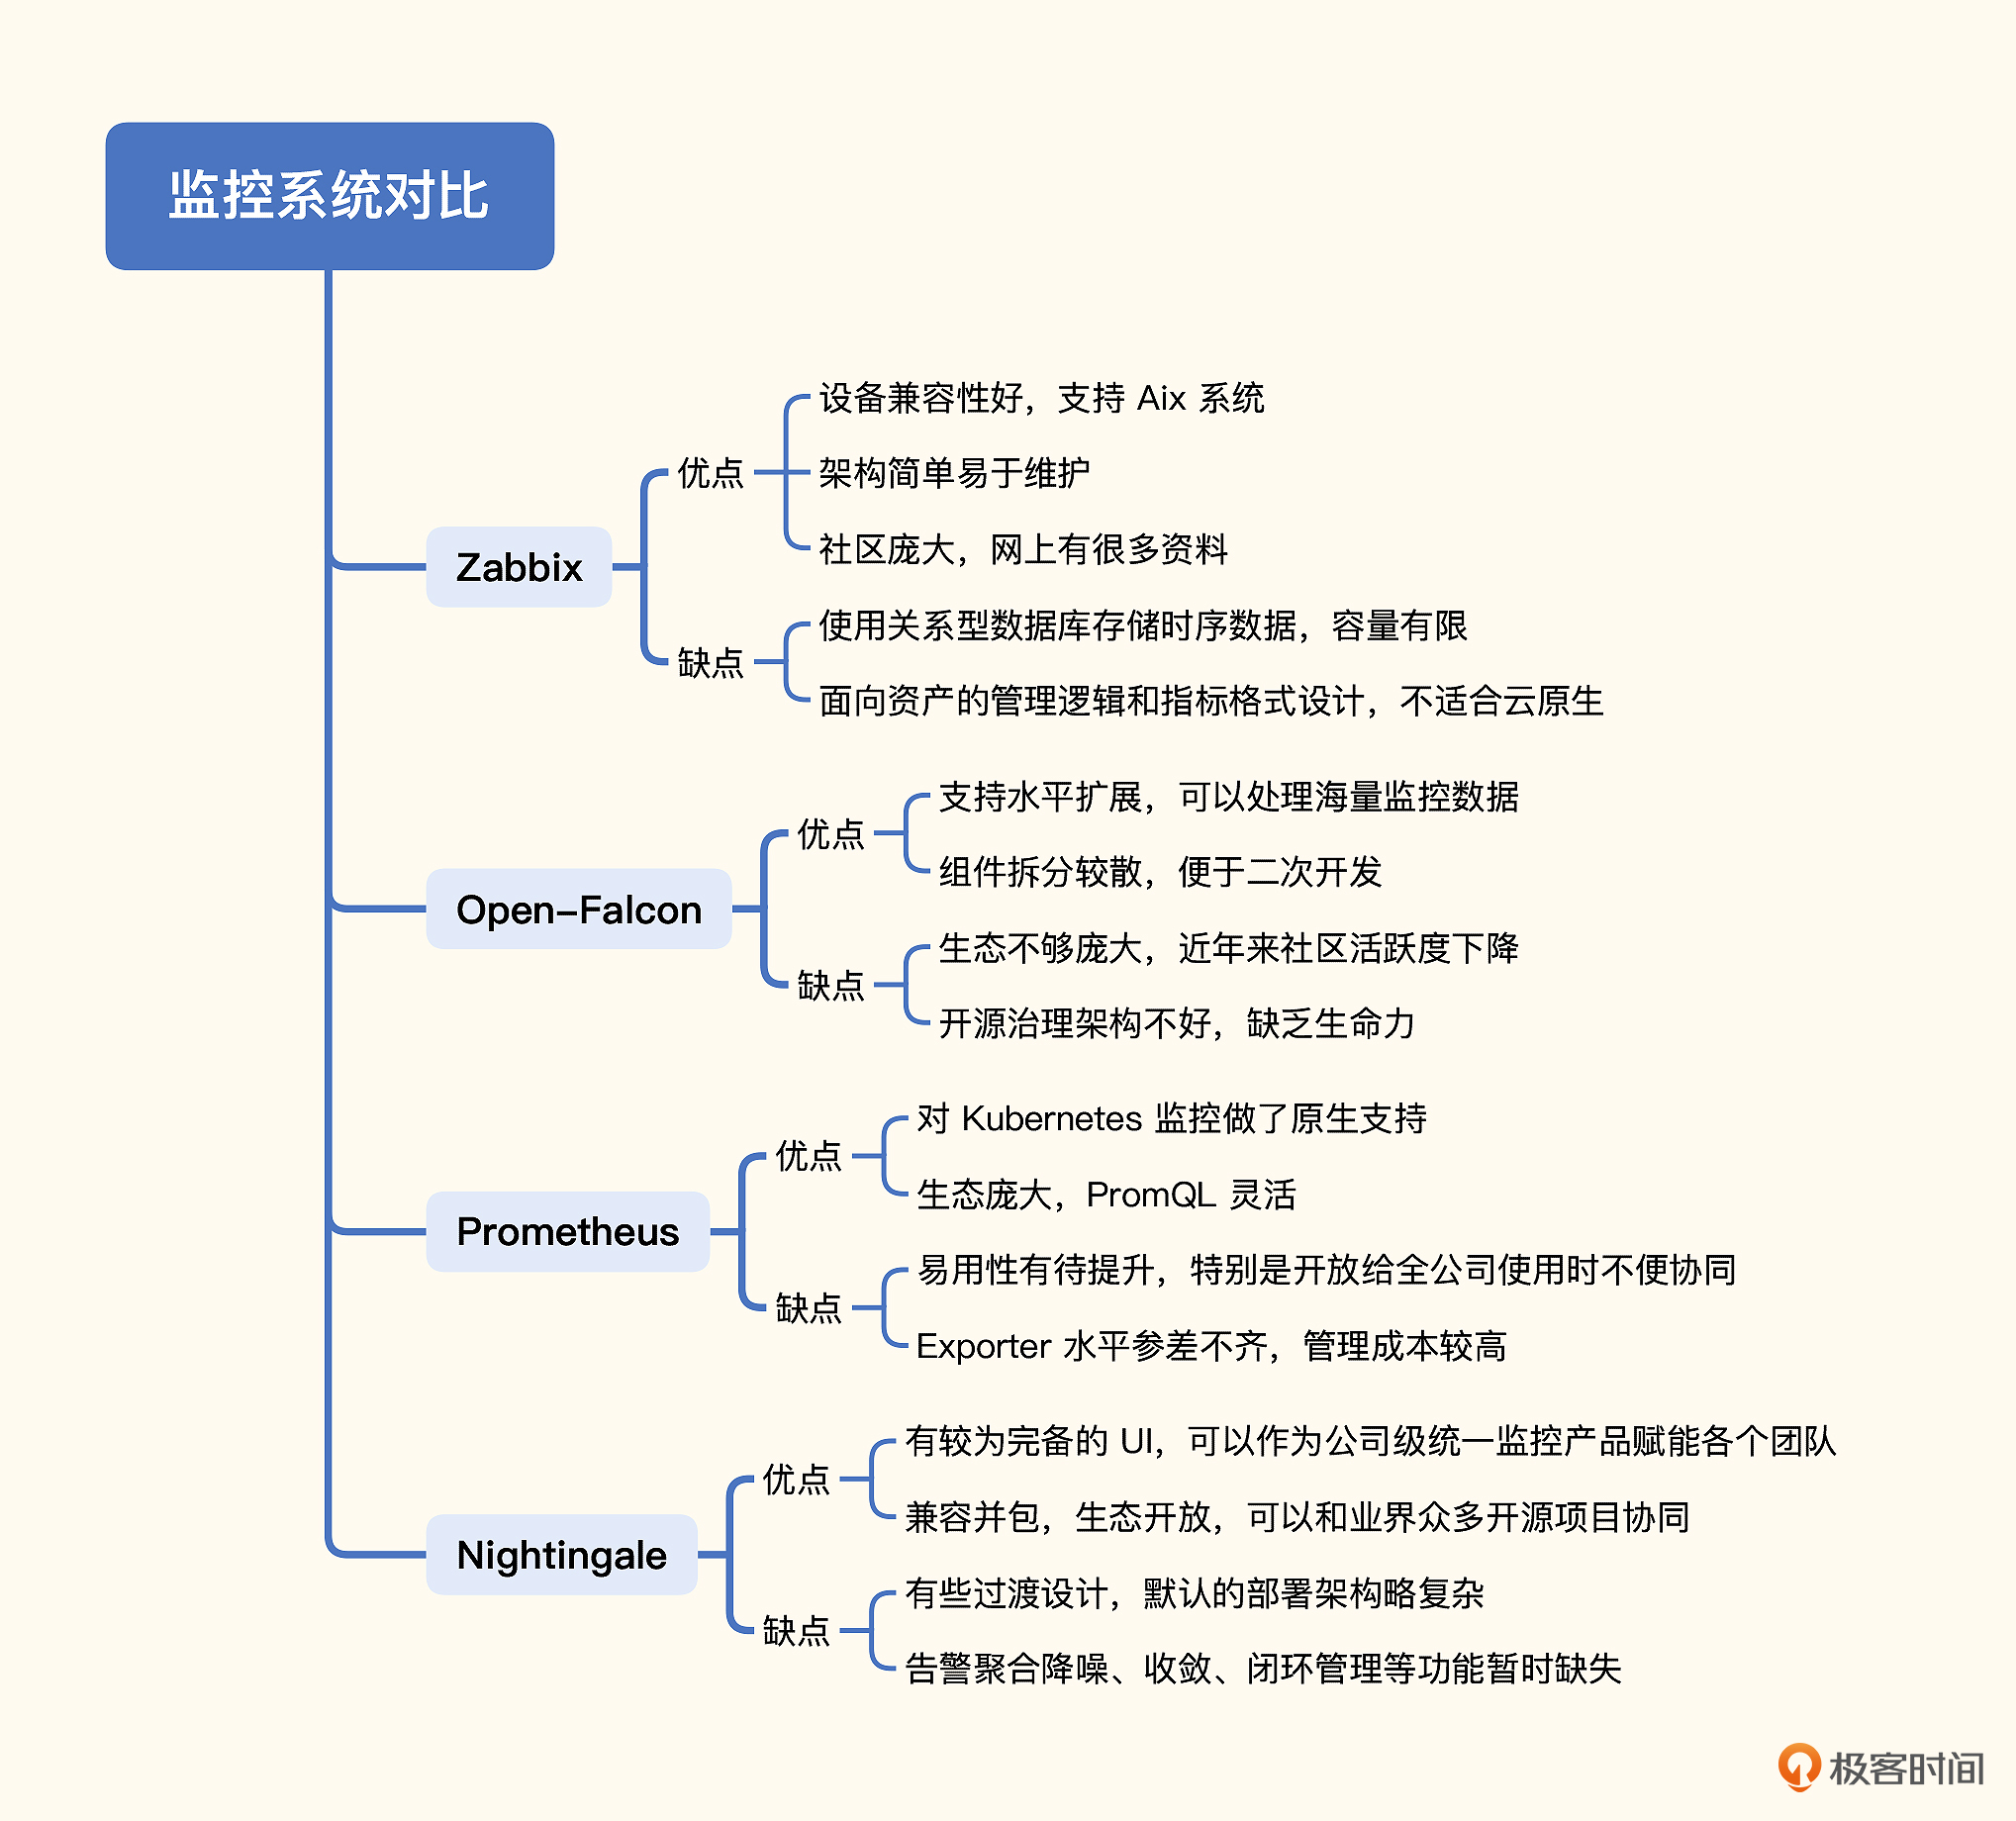 监控系统对比
Zabbix
优点
设备兼容性好，支持 Aix 系统
架构简单易于维护
社区庞大，网上有很多资料
缺点
使用关系型数据库存储时序数据，容量有限
面向资产的管理逻辑和指标格式设计，不适合云原生
Open-Falcon
优点
支持水平扩展，可以处理海量监控数据
组件拆分较散，便于二次开发
缺点
生态不够庞大，近年来社区活跃度下降
开源治理架构不好，缺乏生命力
Prometheus
优点
对 Kubernetes 监控做了原生支持
生态庞大，PromQL 灵活
缺点
易用性有待提升，特别是开放给全公司使用时不便协同
Exporter 水平参差不齐，管理成本较高
Nightingale
优点
有较为完备的 UI，可以作为公司级统一监控产品赋能各个团队
兼容并包，生态开放，可以和业界众多开源项目协同
缺点
有些过渡设计，默认的部署架构略复杂
告警聚合降噪、收敛、闭环管理等功能暂时缺失
极客时间